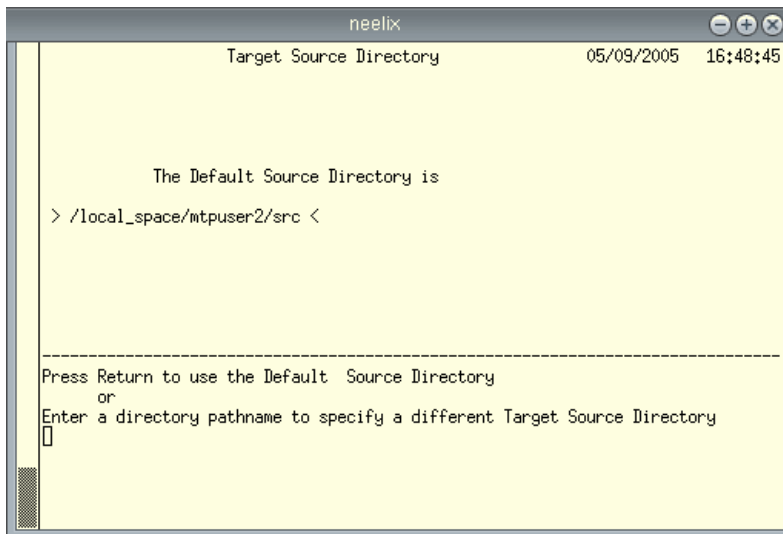 neelix
Target Source Directory 05/09/2005 16:48:45
The Default Source Directory is
> /local_space/mtpuser2/src <
--------------------------------------------------------------------------------
Press Return to use the Default  Source Directory
or
Enter a directory pathname to specify a different Target Source Directory